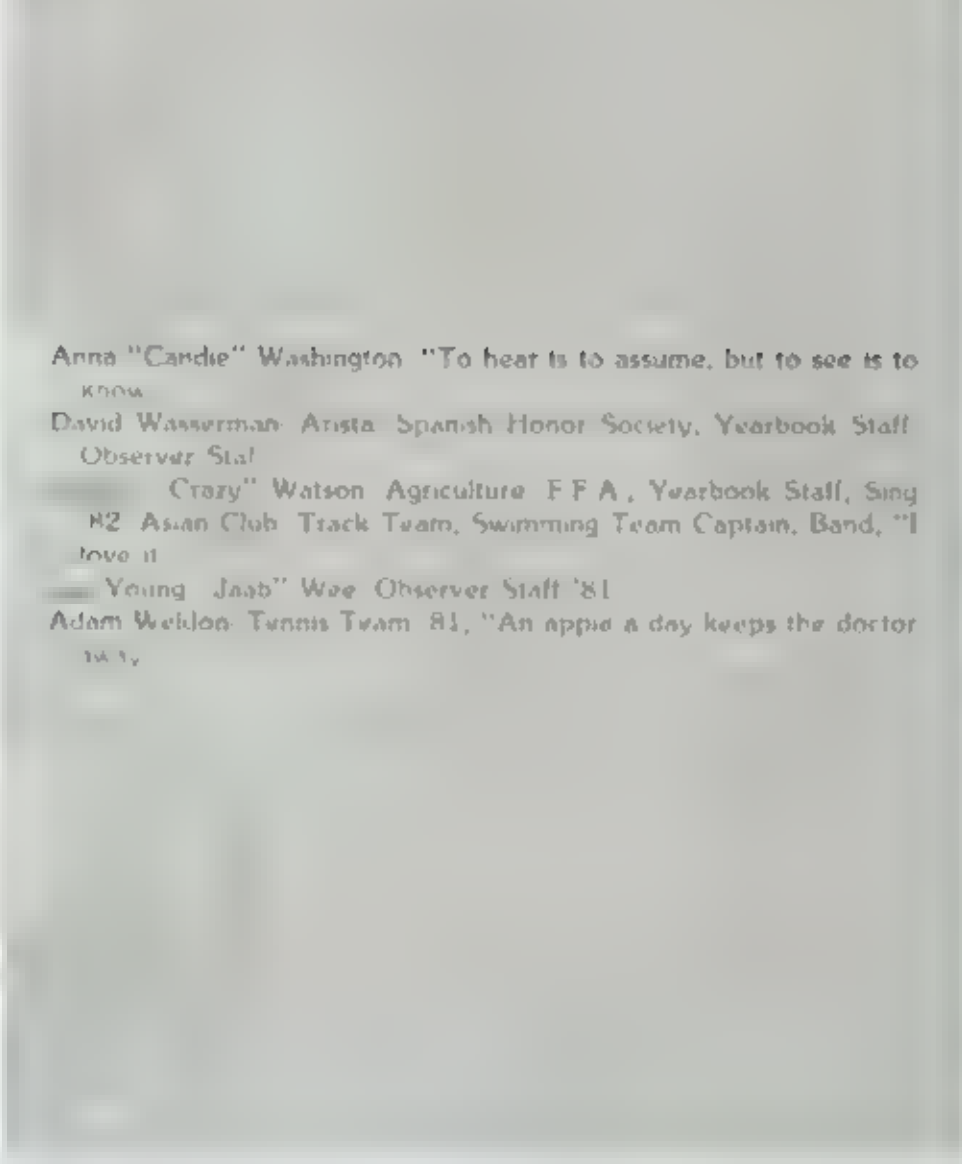 Anna "Candie" Washington "To hear is to assume, but to see is to
know
David Wasserman Arista Spanish Honor Society, Yearbook Staff
Observer Staf
Crazy" Watson Agriculture F F A, Yearbook Staff, Sing
82 Asian Club Track Team, Swimming Team Captain, Band, "I
love it
Young Wee Observer Staff '81
Adam Weldon Tennis Team 81, "An apple a day keeps the doctor